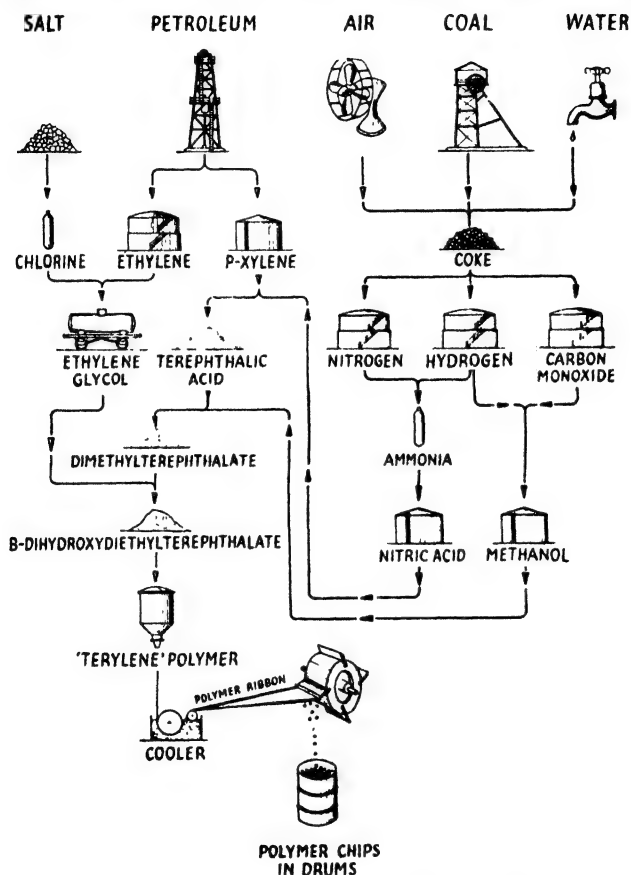 SALT
PETROLEUM
AIR
COAL
WATER
CHLORINE
ETHYLENE
P-XYLENE
COKE
ETHYLENE
GLYCOL
TEREPHTHALIC
ACID
NITROGEN
HYDROGEN
CARBON
MONOXIDE
DIMETHYLTEREPHTHALATE
AMMONIA
B-DIHYDROXYDIETHYLTEREPHTHALATE
NITRIC ACID
METHANOL
'TERYLENE' POLYMER
POLYMER RIBBON
COOLER
POLYMER CHIPS
IN DRUMS